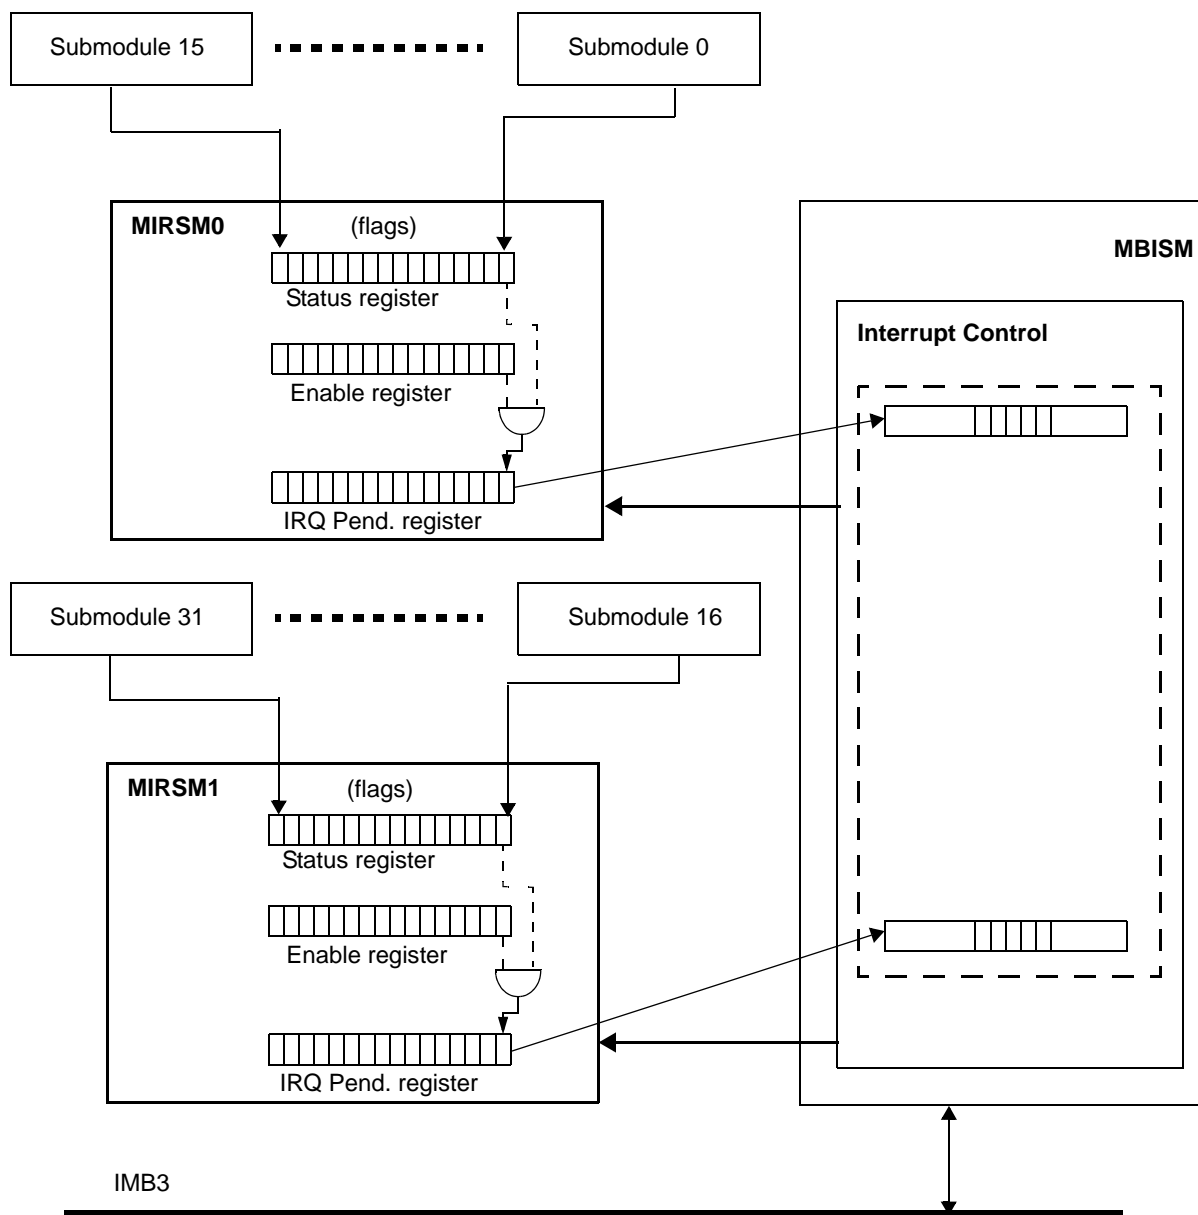 Submodule 15
Submodule 0
MIRSM0
(flags)
Status register
Enable register
IRQ Pend. register
MBISM
Interrupt Control
Submodule 31
Submodule 16
MIRSM1
(flags)
Status register
Enable register
IRQ Pend. register
IMB3